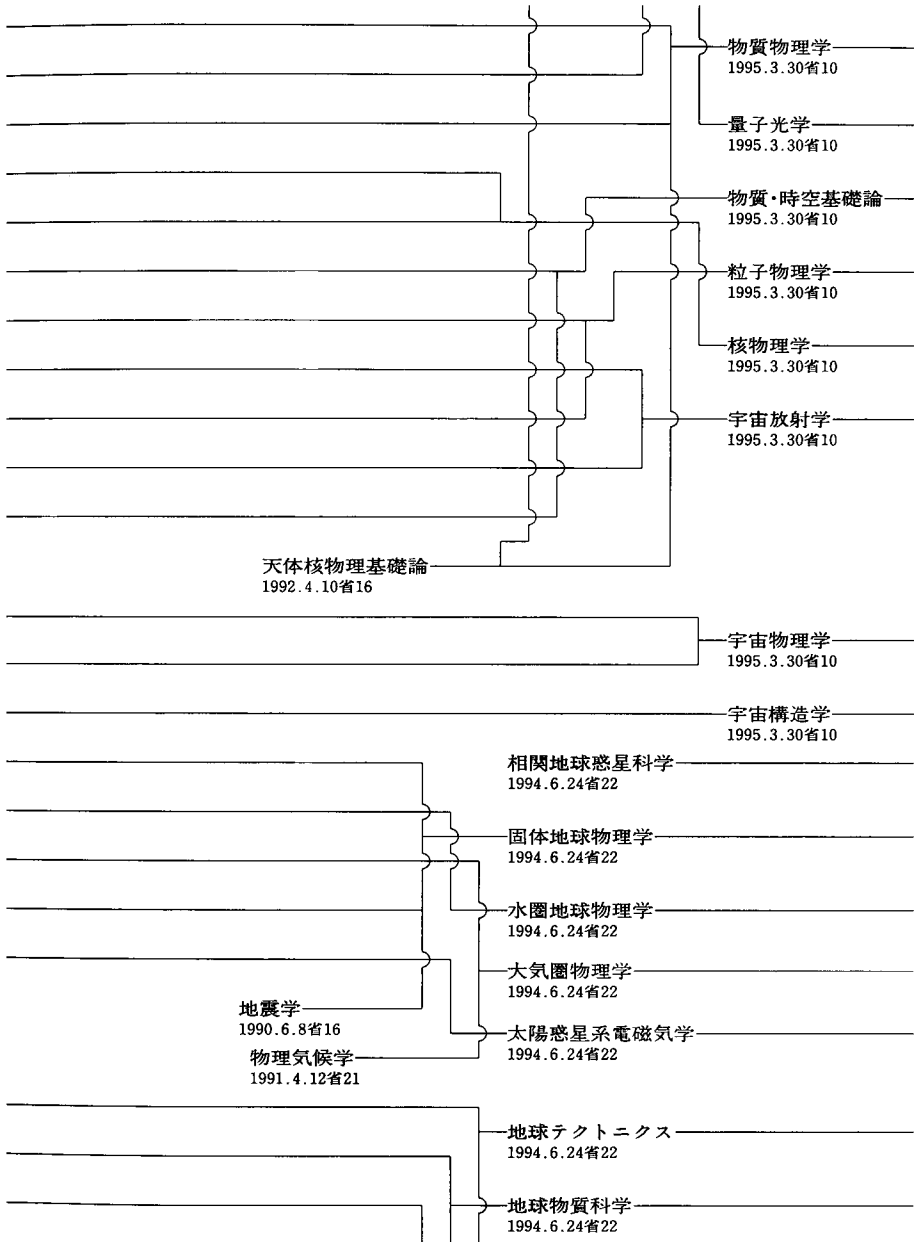 物質物理学
1995.3.30省10
量子光学
1995.3.30省10
物質・時空基礎論
1995.3.30省10
粒子物理学
1995.3.30省10
核物理学
1995.3.30省10
宇宙放射学
1995.3.30省10
天体核物理基礎論
1992.4.10省16
宇宙物理学
1995.3.30省10
宇宙構造学
1995.3.30省10
相関地球惑星科学
1994.6.24省22
固体地球物理学
1994.6.24省22
水圏地球物理学
1994.6.24省22
大気圏物理学
1994.6.24省22
地震学
1990.6.8省16
太陽惑星系電磁気学
1994.6.24省22
物理気候学
1991.4.12省21
地球テクトニクス
1994.6.24省22
地球物質科学
1994.6.24省22